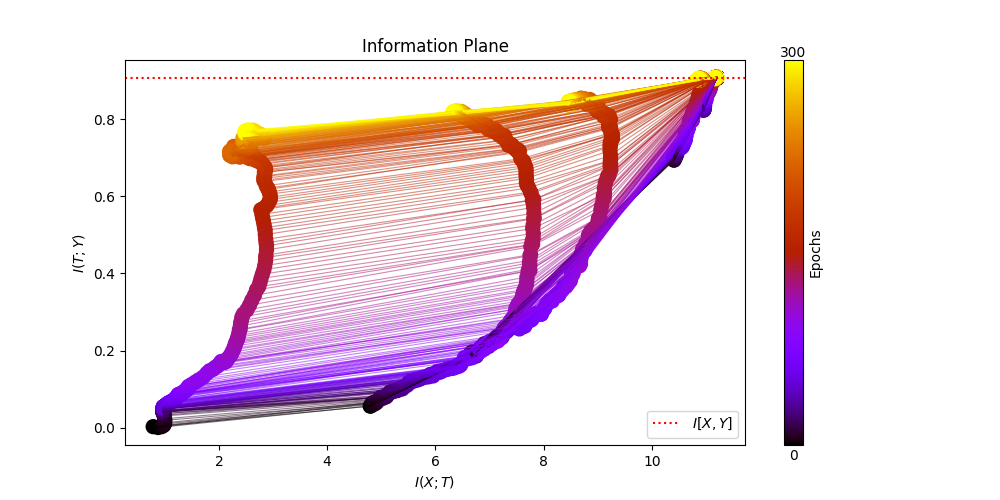 Information Plane
300
0.8
0.6
0.4
0.2
0.0
I(T; Y)
I[X, Y]
Epochs
0
2 4 6 8 10
I(X; T)